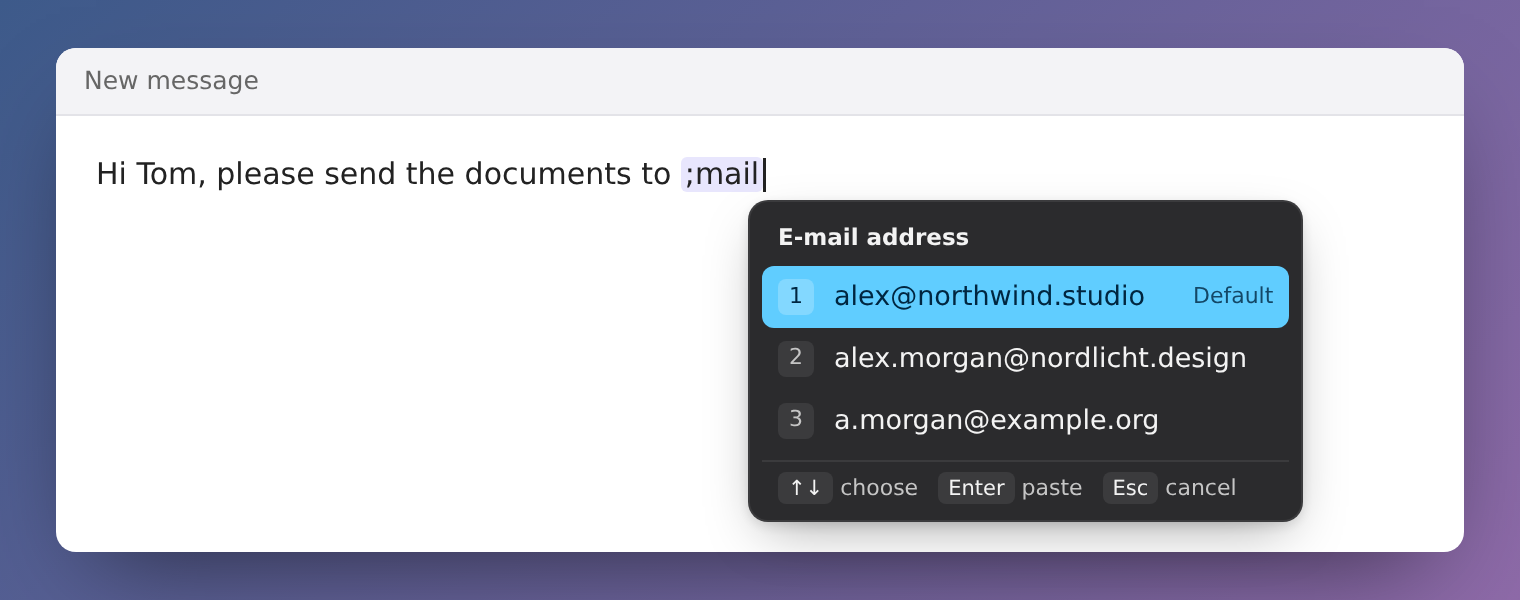 New message
Hi Tom, please send the documents to ;mail
E-mail address
1 alex@northwind.studio Default
2 alex.morgan@nordlicht.design
3 a.morgan@example.org
↑↓ choose Enter paste Esc cancel